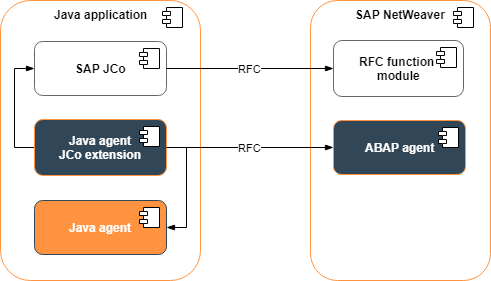 Java application
SAP NetWeaver
SAP JCo
RFC
RFC function
module
Java agent
JCo extension
RFC
ABAP agent
Java agent